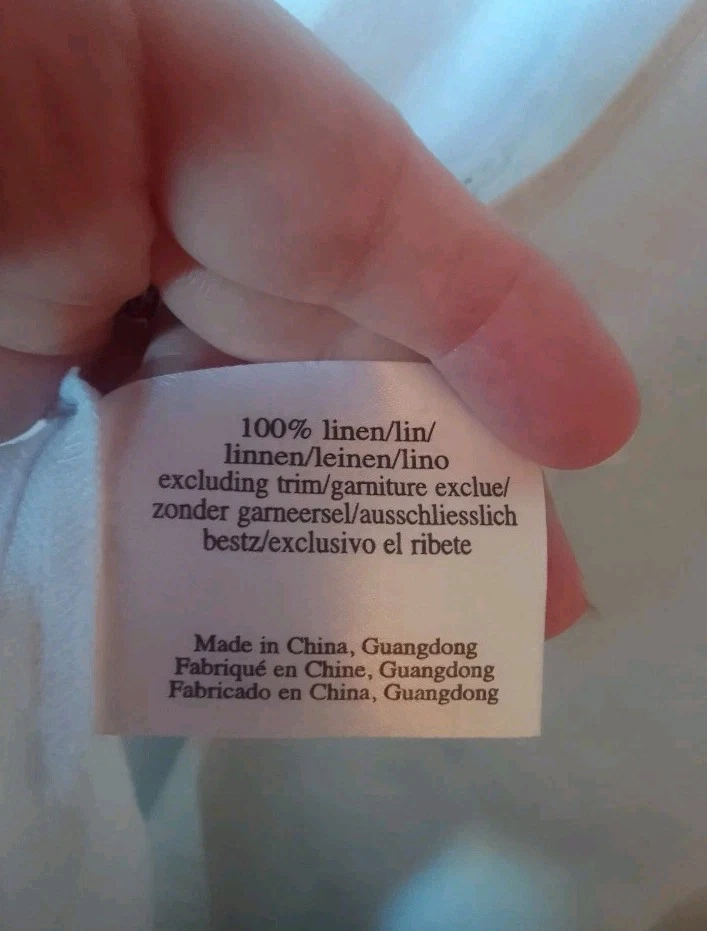 100% linen/lin/
linnen/leinen/lino
excluding trim/garniture exclue/
zonder garneersel/ausschliesslich
bestz/exclusivo el ribete
Made in China, Guangdong
Fabriqué en Chine, Guangdong
Fabricado en China, Guangdong